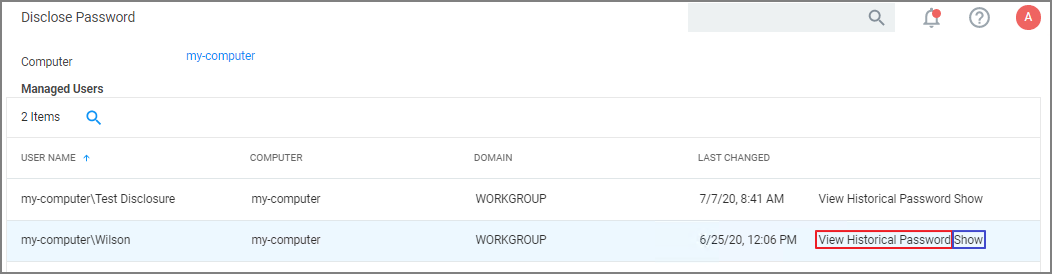 Disclose Password
A
Computer my-computer
Managed Users
2 Items
USER NAME COMPUTER DOMAIN LAST CHANGED
my-computer\Test Disclosure my-computer WORKGROUP 7/7/20, 8:41 AM View Historical Password Show
my-computer\Wilson my-computer WORKGROUP 6/25/20, 12:06 PM View Historical Password Show